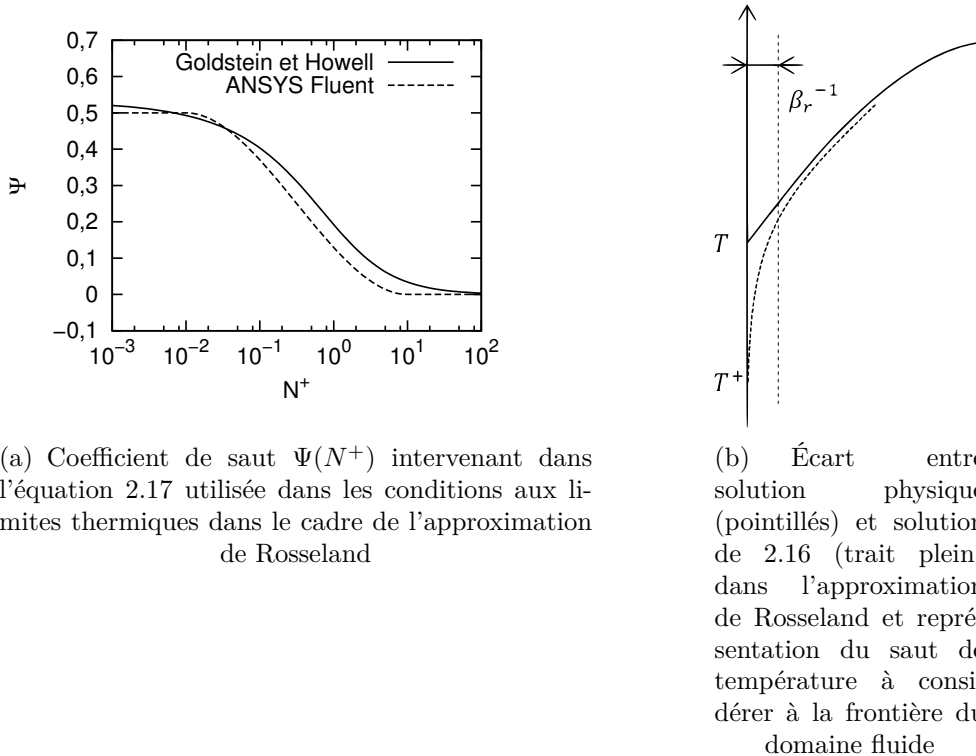 0,7
0,6
0,5
0,4
0,3
0,2
0,1
0
−0,1
Ψ
Goldstein et Howell
ANSYS Fluent
10⁻³ 10⁻² 10⁻¹ 10⁰ 10¹ 10²
N⁺
(a) Coefficient de saut Ψ(N⁺) intervenant dans
l'équation 2.17 utilisée dans les conditions aux li-
mites thermiques dans le cadre de l'approximation
de Rosseland
βᵣ⁻¹
T
T⁺
(b) Écart entre
solution physique
(pointillés) et solution
de 2.16 (trait plein
dans l'approximation
de Rosseland et repré-
sentation du saut de
température à consi
dérer à la frontière du
domaine fluide